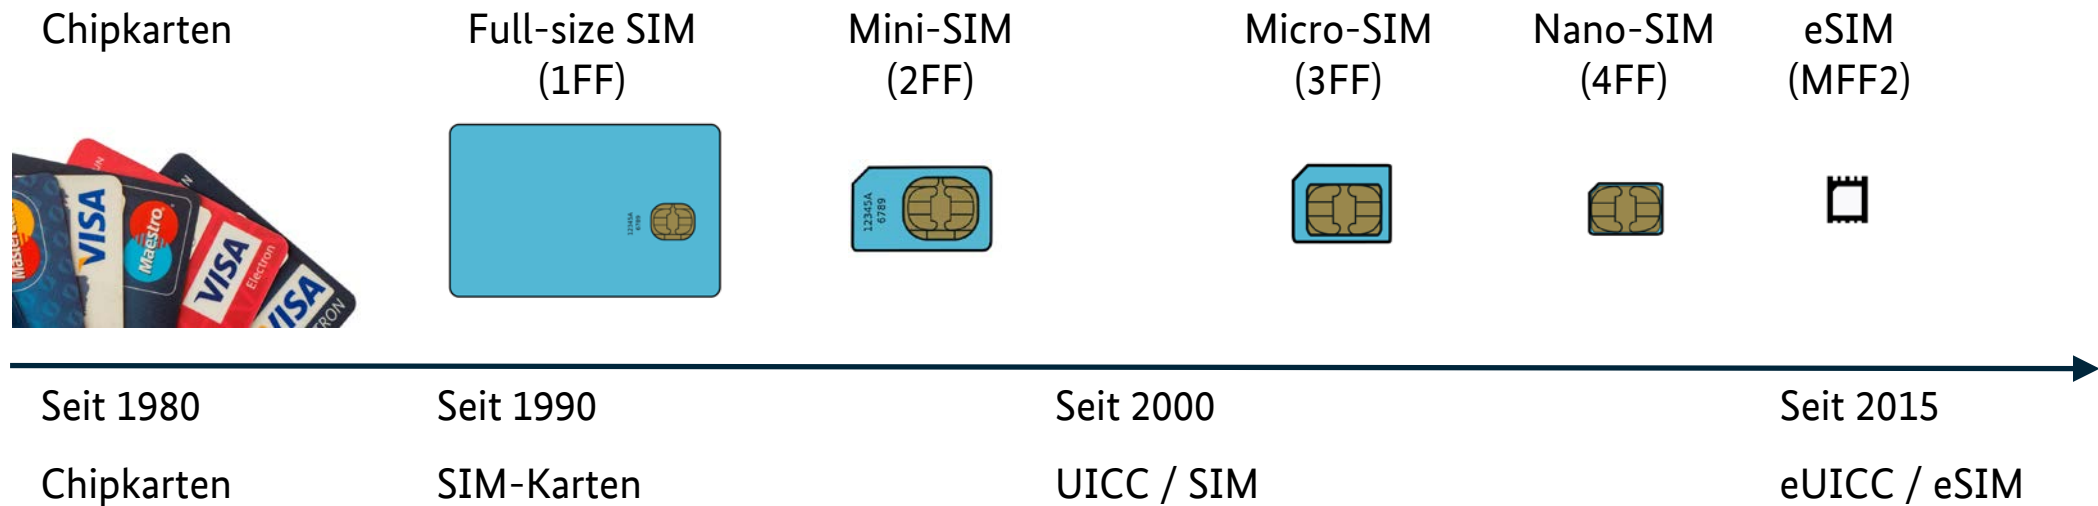 Chipkarten
Full-size SIM
(1FF)
Mini-SIM
(2FF)
Micro-SIM
(3FF)
Nano-SIM
(4FF)
eSIM
(MFF2)
VISA
Maestro
VISA
Electron
VISA
12345A
6789
12345A
6789
Seit 1980
Seit 1990
Seit 2000
Seit 2015
Chipkarten
SIM-Karten
UICC / SIM
eUICC / eSIM